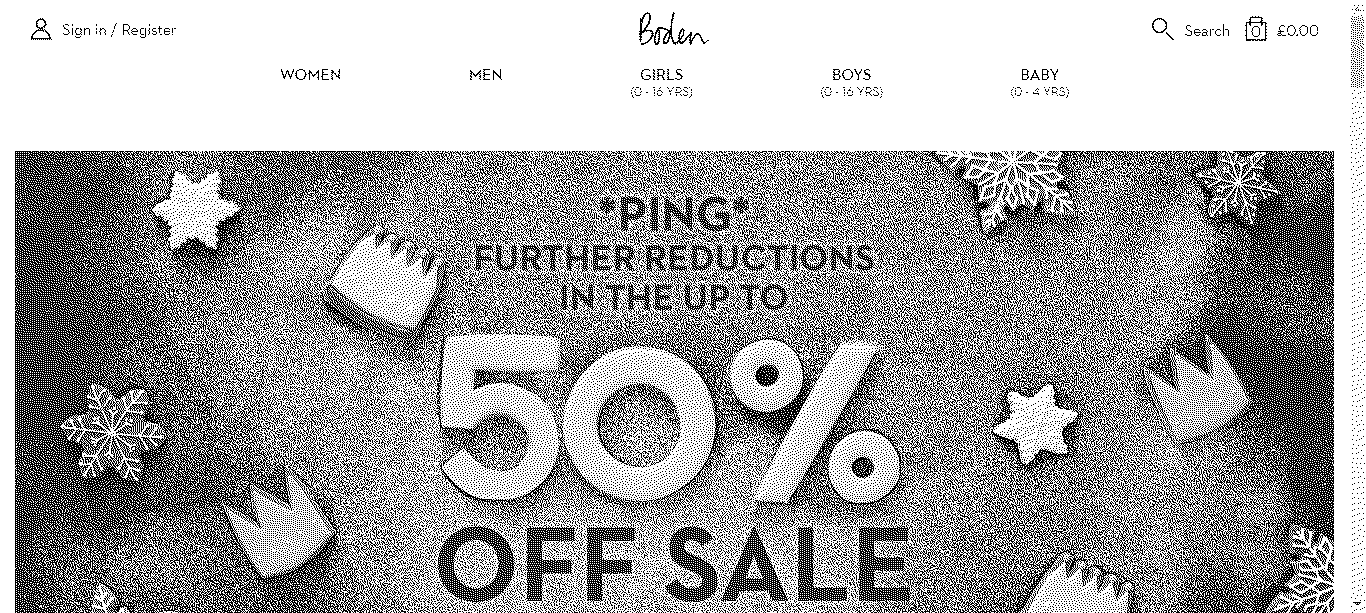 Sign in / Register
Boden
Search
0
£0.00
WOMEN
MEN
GIRLS
(0 - 16 YRS)
BOYS
(0 - 16 YRS)
BABY
(0 - 4 YRS)
*PING*
FURTHER REDUCTIONS
IN THE UP TO
50%
OFF SALE